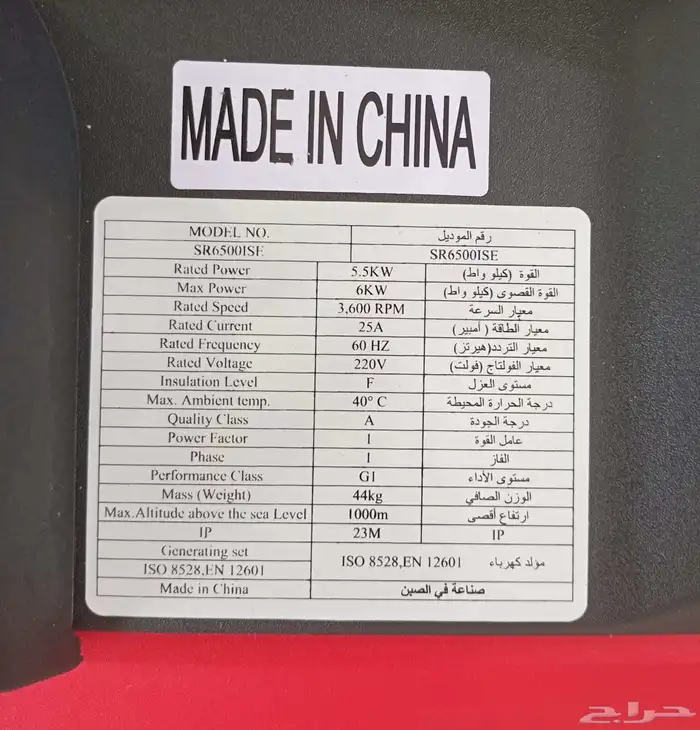 MADE IN CHINA
MODEL NO. رقم الموديل
SR6500ISE SR6500ISE
Rated Power 5.5KW القوة (كيلو واط)
Max Power 6KW القوة القصوى (كيلو واط)
Rated Speed 3,600 RPM معيار السرعة
Rated Current 25A معيار الطاقة ( أمبير)
Rated Frequency 60 HZ معيار التردد(هيرتز)
Rated Voltage 220V معيار الفولتاج (فولت)
Insulation Level F مستوى العزل
Max. Ambient temp. 40° C درجة الحرارة المحيطة
Quality Class A درجة الجودة
Power Factor 1 عامل القوة
Phase 1 الفاز
Performance Class G1 مستوى الأداء
Mass (Weight) 44kg الوزن الصافي
Max.Altitude above the sea Level 1000m ارتفاع أقصى
IP 23M IP
Generating set
ISO 8528,EN 12601 ISO 8528,EN 12601 مولد كهرباء
Made in China صناعة في الصين
حراج